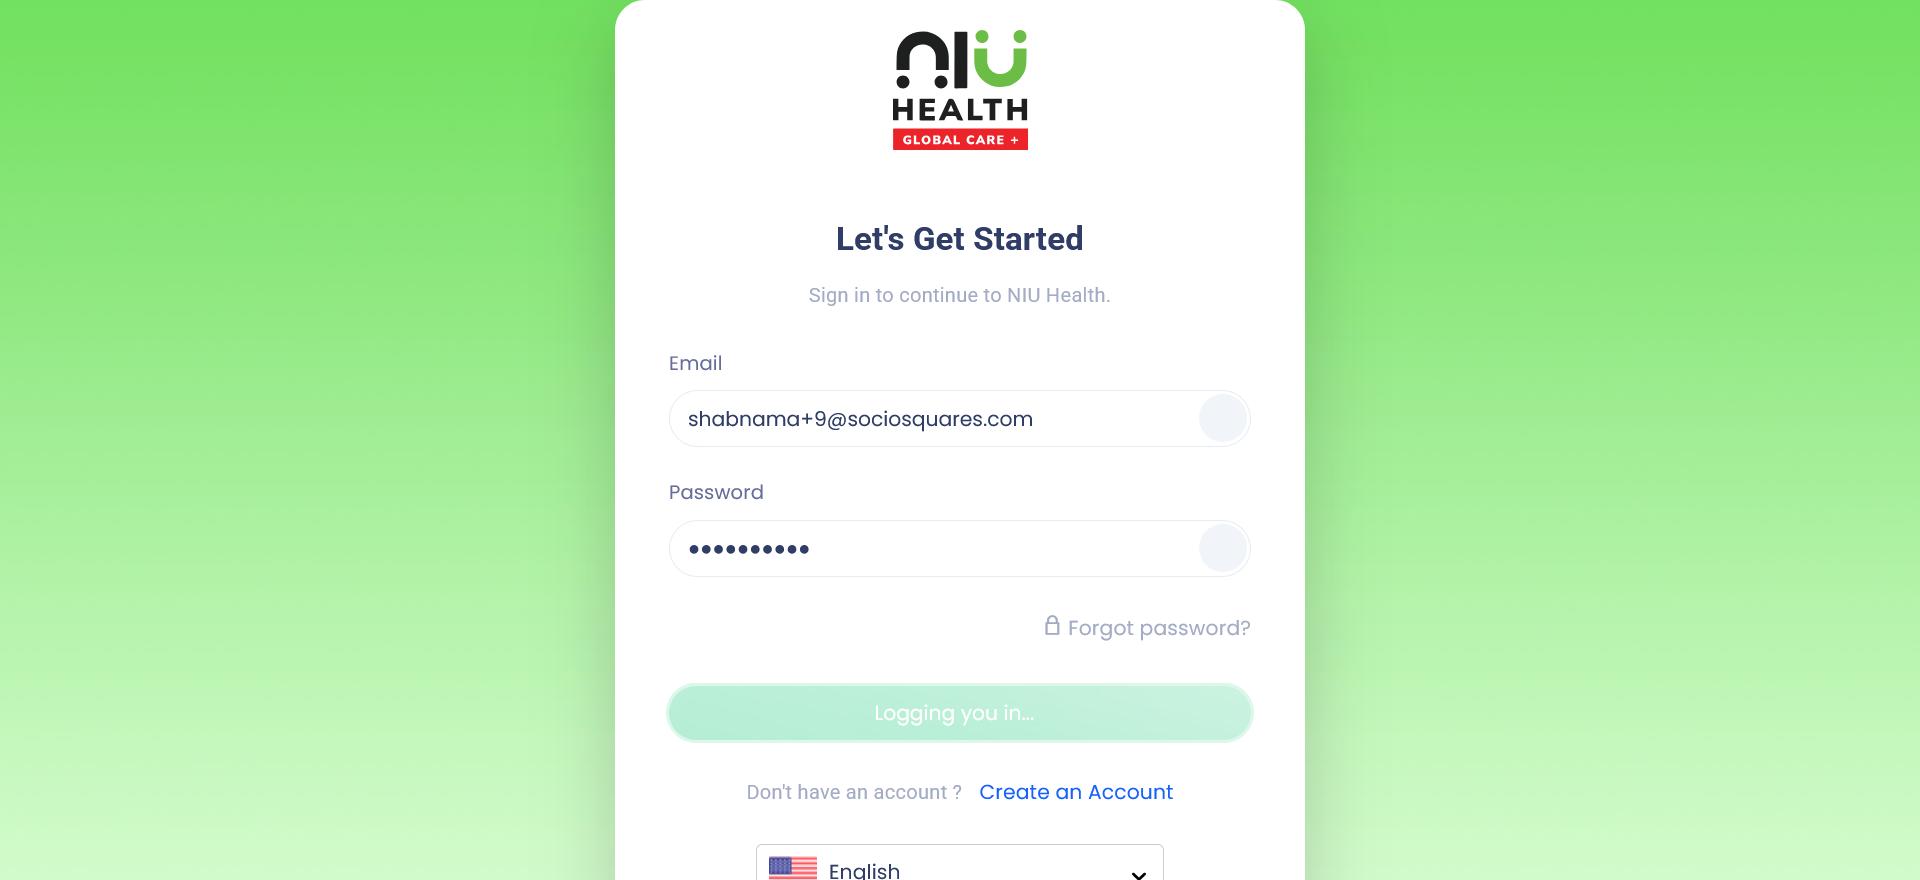 NIU
HEALTH
GLOBAL CARE +
Let's Get Started
Sign in to continue to NIU Health.
Email
shabnama+9@sociosquares.com
Password
••••••••••
Forgot password?
Logging you in...
Don't have an account ? Create an Account
English